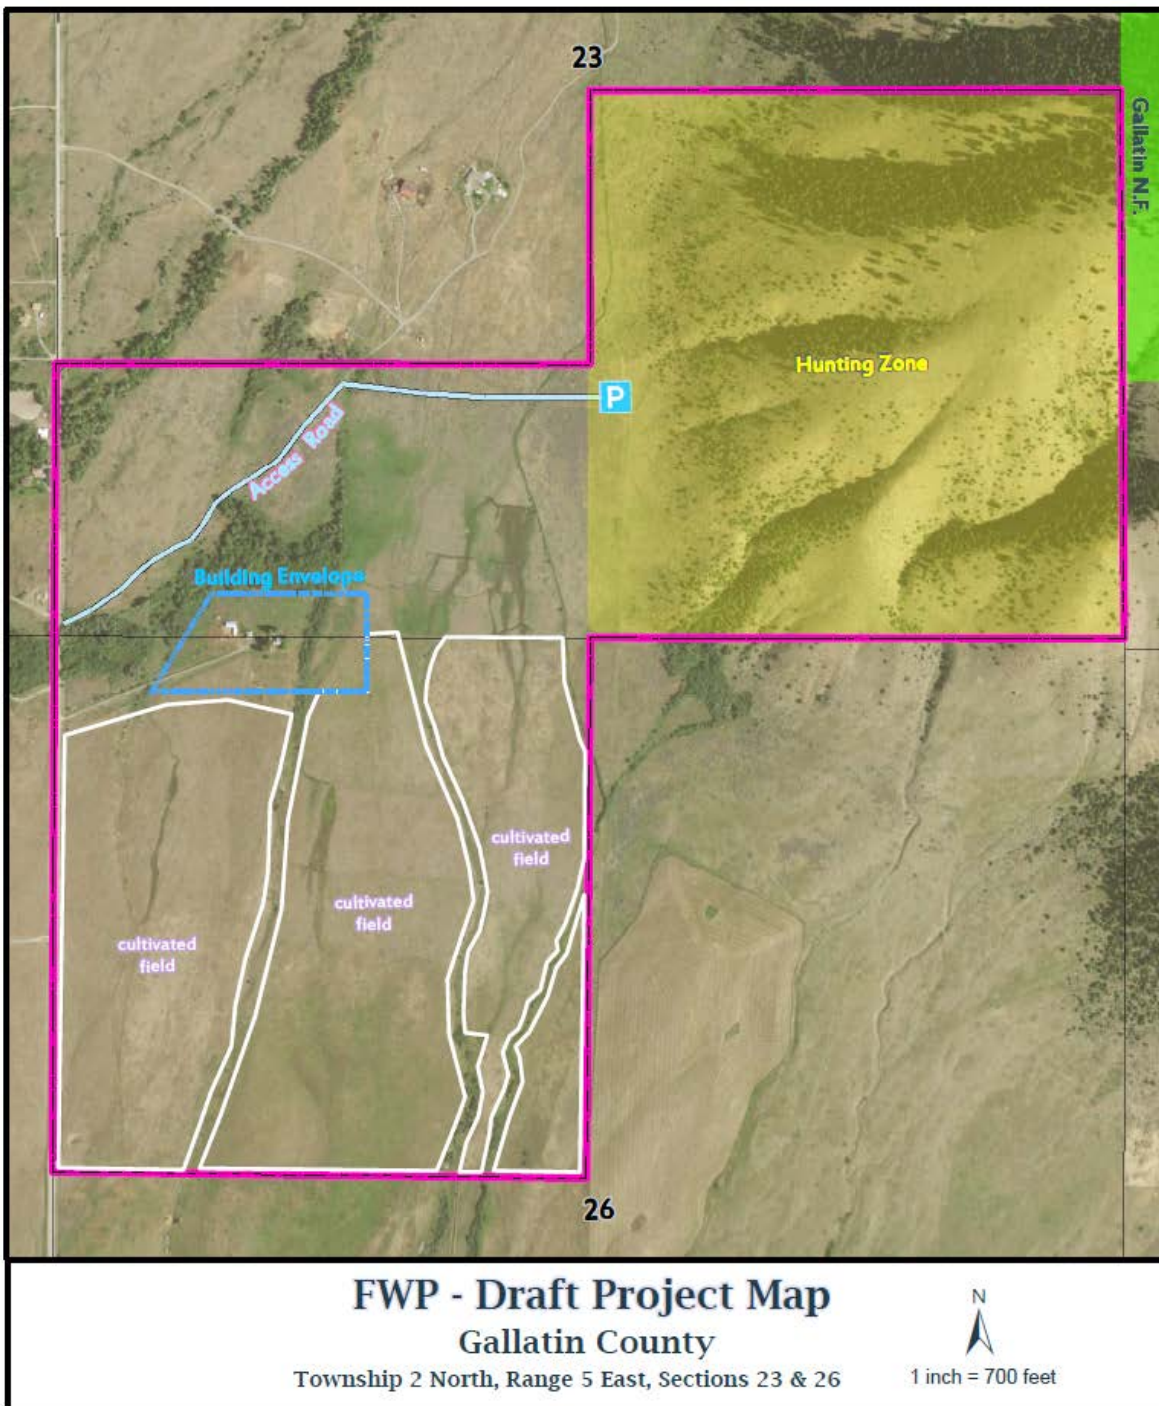 23
Gallatin N.F.
Hunting Zone
P
Access Road
Building Envelope
cultivated
field
cultivated
field
cultivated
field
26
FWP - Draft Project Map
Gallatin County
Township 2 North, Range 5 East, Sections 23 & 26
N
1 inch = 700 feet